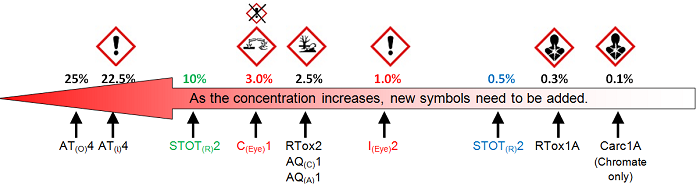 25% 22.5% 10% 3.0% 2.5% 1.0% 0.5% 0.3% 0.1%
As the concentration increases, new symbols need to be added.
AT(O)4 AT(I)4 STOT(R)2 C(Eye)1 RTox2 I(Eye)2 STOT(R)2 RTox1A Carc1A
AQ(C)1 (Chromate
AQ(A)1 only)